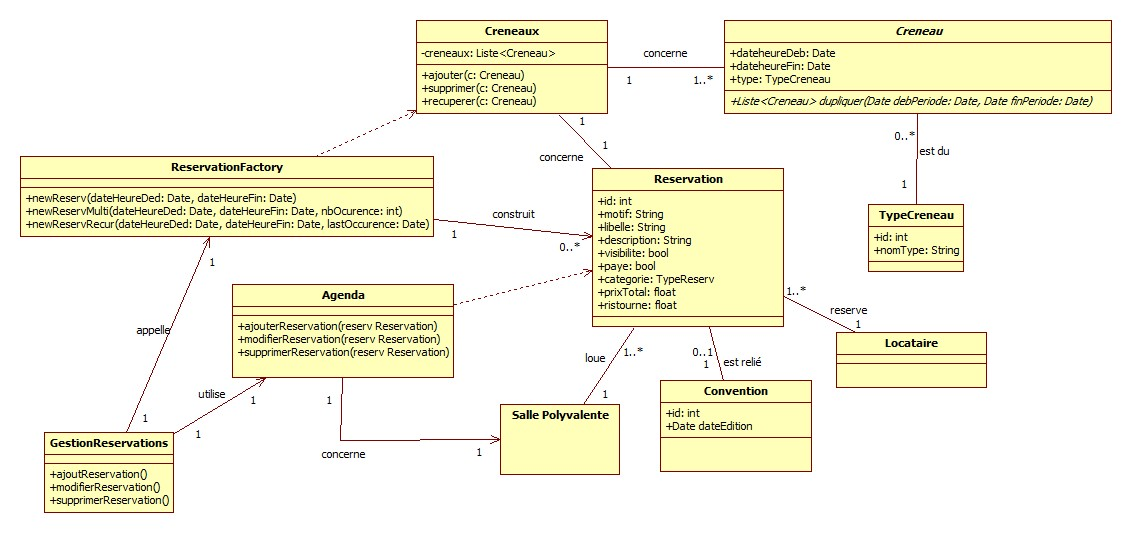 Creneaux
-creneaux: Liste<Creneau>
+ajouter(c: Creneau)
+supprimer(c: Creneau)
+recuperer(c: Creneau)
concerne
1
1..*
Creneau
+dateheureDeb: Date
+dateheureFin: Date
+type: TypeCreneau
+Liste<Creneau> dupliquer(Date debPeriode: Date, Date finPeriode: Date)
1
1
concerne
0..*
est du
1
ReservationFactory
+newReserv(dateHeureDed: Date, dateHeureFin: Date)
+newReservMulti(dateHeureDed: Date, dateHeureFin: Date, nbOcurence: int)
+newReservRecur(dateHeureDed: Date, dateHeureFin: Date, lastOccurence: Date)
construit
1
0..*
Reservation
+id: int
+motif: String
+libelle: String
+description: String
+visibilite: bool
+paye: bool
+categorie: TypeReserv
+prixTotal: float
+ristourne: float
TypeCreneau
+id: int
+nomType: String
1
appelle
1
Agenda
+ajouterReservation(reserv Reservation)
+modifierReservation(reserv Reservation)
+supprimerReservation(reserv Reservation)
1..*
reserve
1
Locataire
loue
1..*
1
0..1
1
est relié
Convention
+id: int
+Date dateEdition
utilise
1
1
1
concerne
1
Salle Polyvalente
GestionReservations
+ajoutReservation()
+modifierReservation()
+supprimerReservation()